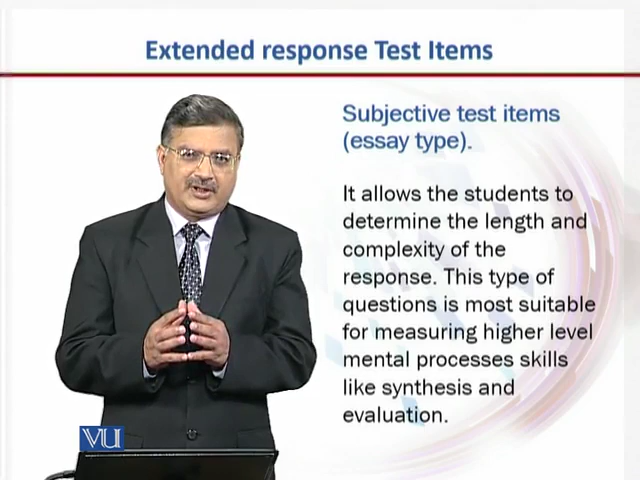 Extended response Test Items
Subjective test items
(essay type).
It allows the students to
determine the length and
complexity of the
response. This type of
questions is most suitable
for measuring higher level
mental processes skills
like synthesis and
evaluation.
VU